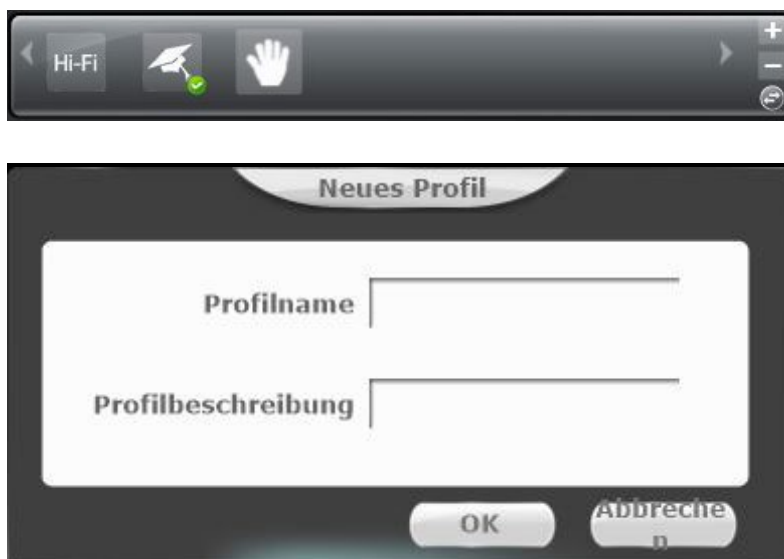 Hi-Fi
Neues Profil
Profilname
Profilbeschreibung
OK
Abbreche
n